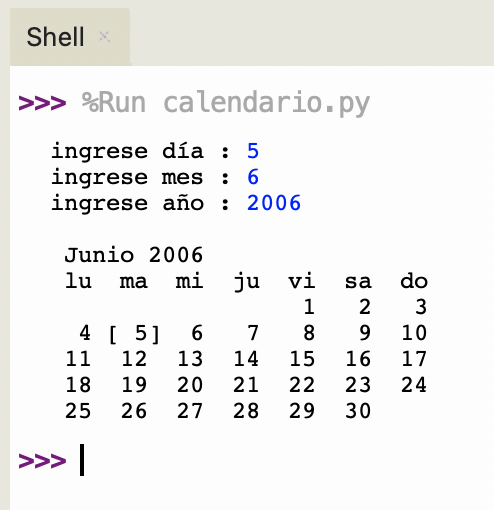 Shell ×
>>> %Run calendario.py
ingrese día : 5
ingrese mes : 6
ingrese año : 2006
Junio 2006
lu  ma  mi  ju  vi  sa  do
                 1   2   3
 4 [ 5]  6   7   8   9  10
11  12  13  14  15  16  17
18  19  20  21  22  23  24
25  26  27  28  29  30
>>>